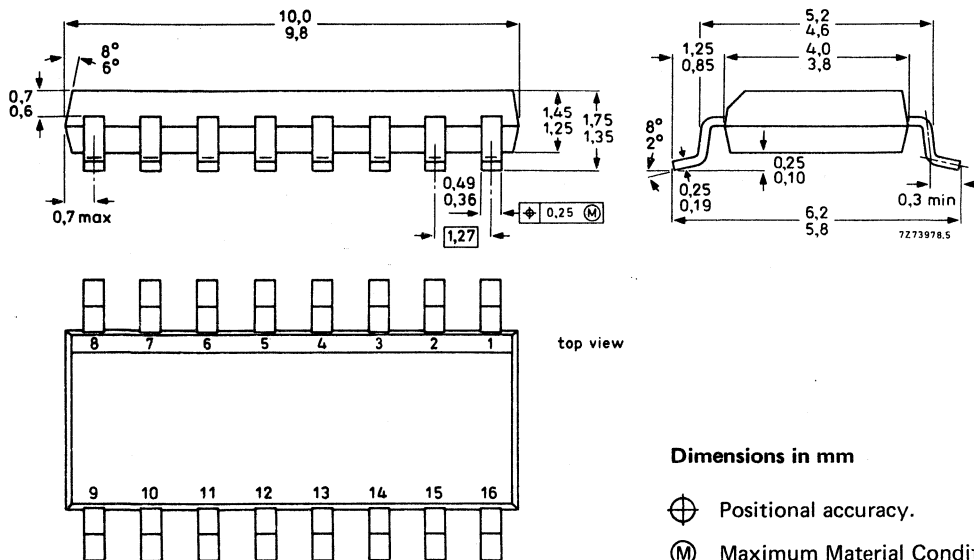 10,0
9,8
8°
6°
0,7
0,6
1,45
1,25
1,75
1,35
0,49
0,36
0,7 max
0,25 M
1,27
5,2
4,6
1,25
0,85
4,0
3,8
8°
2°
0,25
0,10
0,25
0,19
0,3 min
6,2
5,8
7Z73978.5
8 7 6 5 4 3 2 1
top view
9 10 11 12 13 14 15 16
Dimensions in mm
Positional accuracy.
M Maximum Material